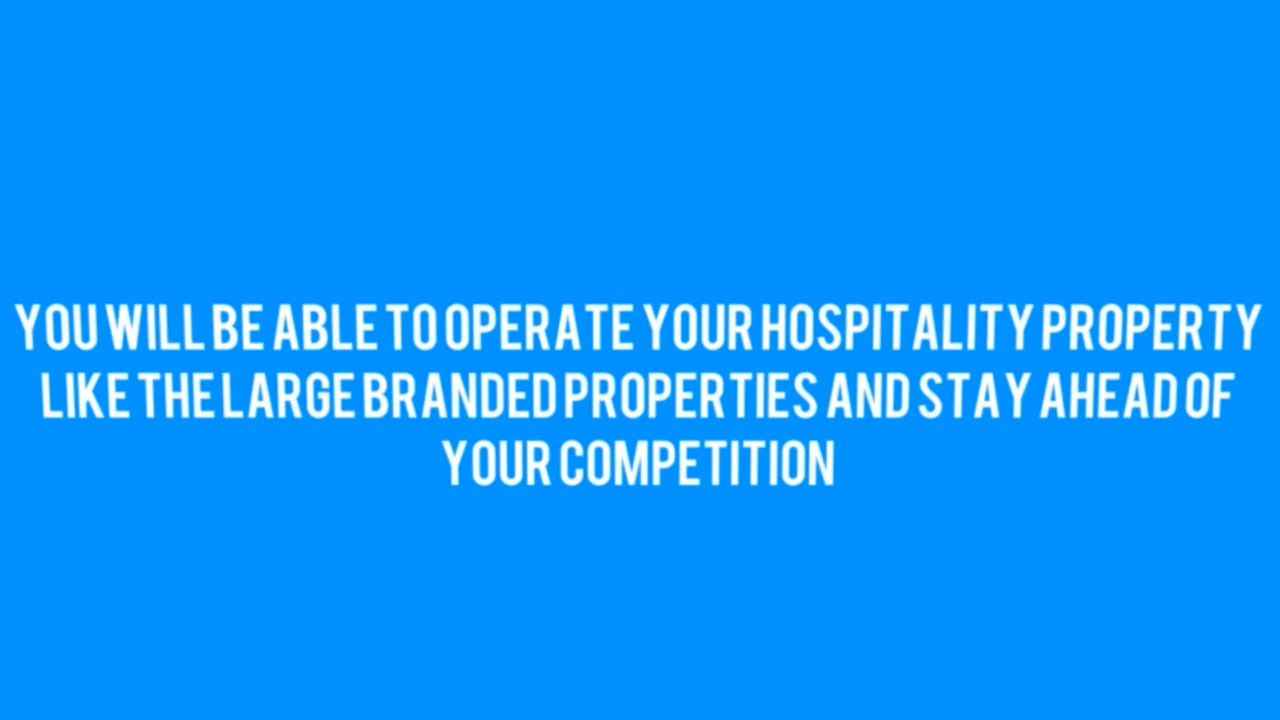 YOU WILL BE ABLE TO OPERATE YOUR HOSPITALITY PROPERTY
LIKE THE LARGE BRANDED PROPERTIES AND STAY AHEAD OF
YOUR COMPETITION